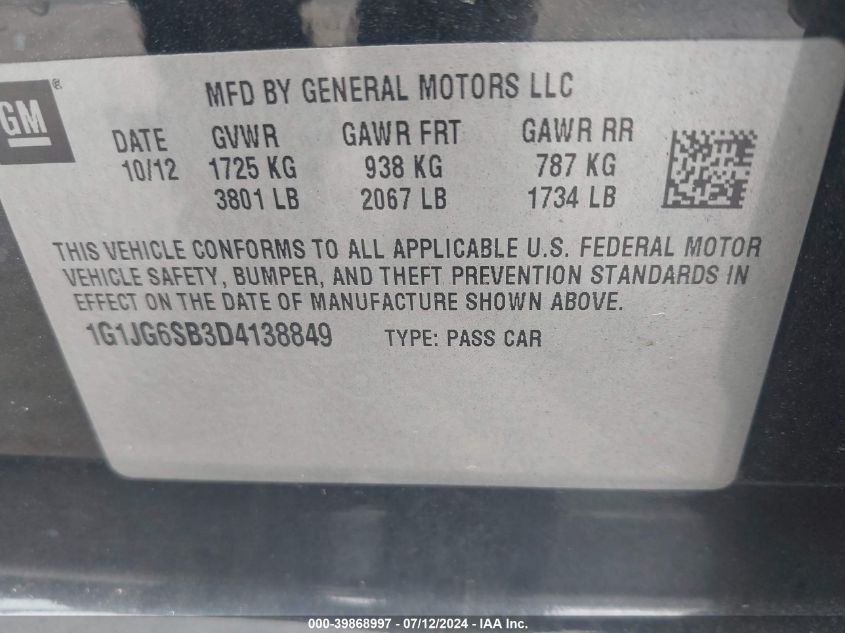 GM ®
MFD BY GENERAL MOTORS LLC
DATE GVWR GAWR FRT GAWR RR
10/12 1725 KG 938 KG 787 KG
3801 LB 2067 LB 1734 LB
THIS VEHICLE CONFORMS TO ALL APPLICABLE U.S. FEDERAL MOTOR
VEHICLE SAFETY, BUMPER, AND THEFT PREVENTION STANDARDS IN
EFFECT ON THE DATE OF MANUFACTURE SHOWN ABOVE.
1G1JG6SB3D4138849 TYPE: PASS CAR
000-39868997 - 07/12/2024 - IAA Inc.